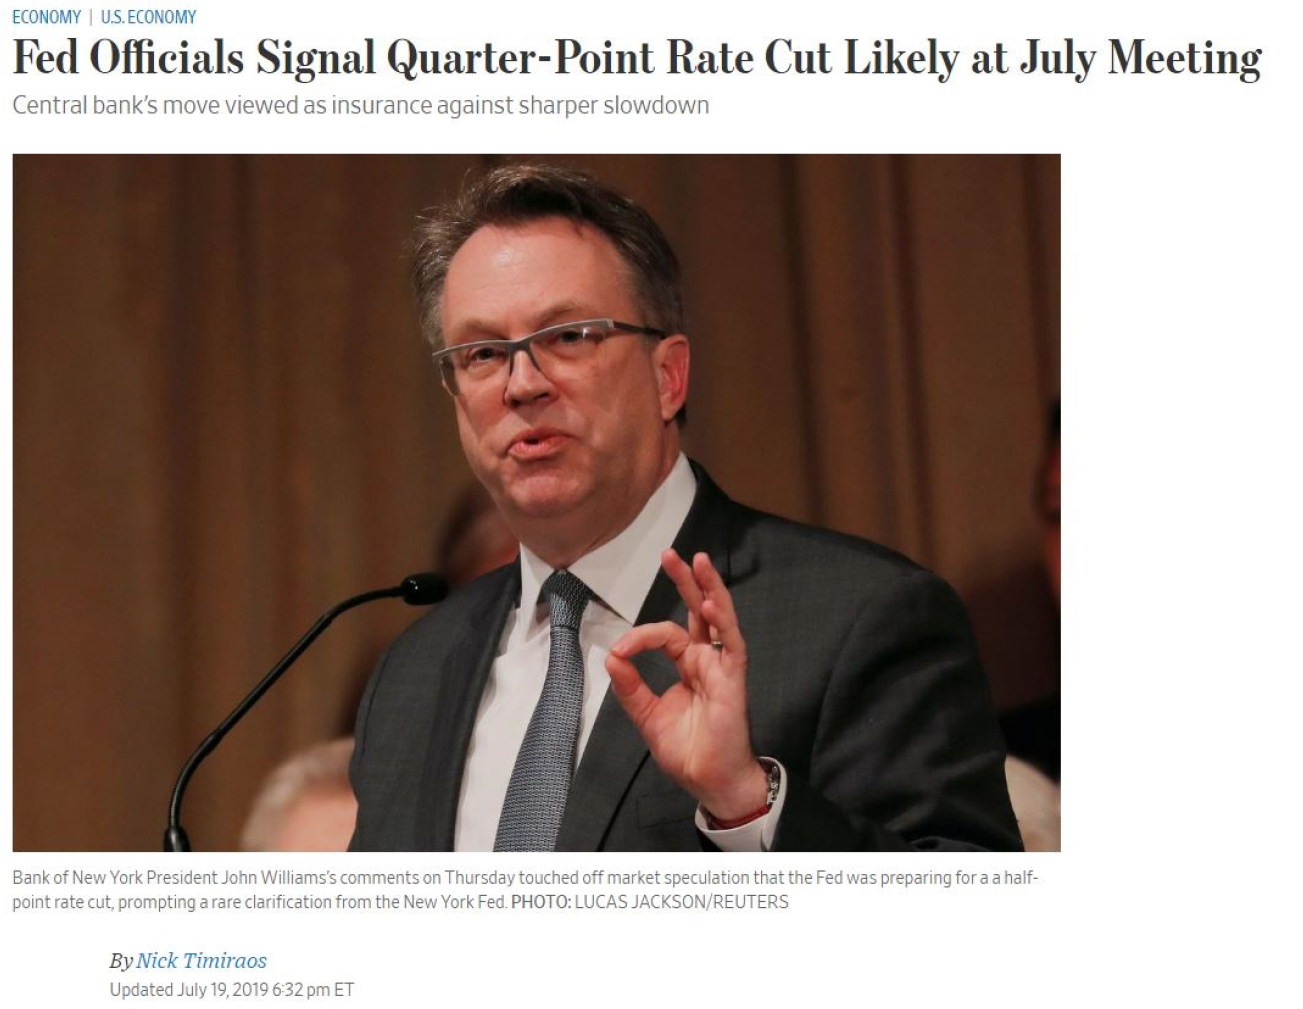 ECONOMY | U.S. ECONOMY
Fed Officials Signal Quarter-Point Rate Cut Likely at July Meeting
Central bank's move viewed as insurance against sharper slowdown
Bank of New York President John Williams's comments on Thursday touched off market speculation that the Fed was preparing for a a half-
point rate cut, prompting a rare clarification from the New York Fed. PHOTO: LUCAS JACKSON/REUTERS
By Nick Timiraos
Updated July 19, 2019 6:32 pm ET